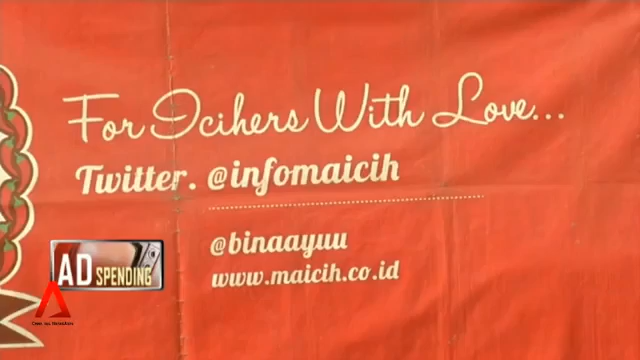 For Icihers With Love...
Twitter. @infomaicih
@binaayuu
www.maicih.co.id
AD SPENDING